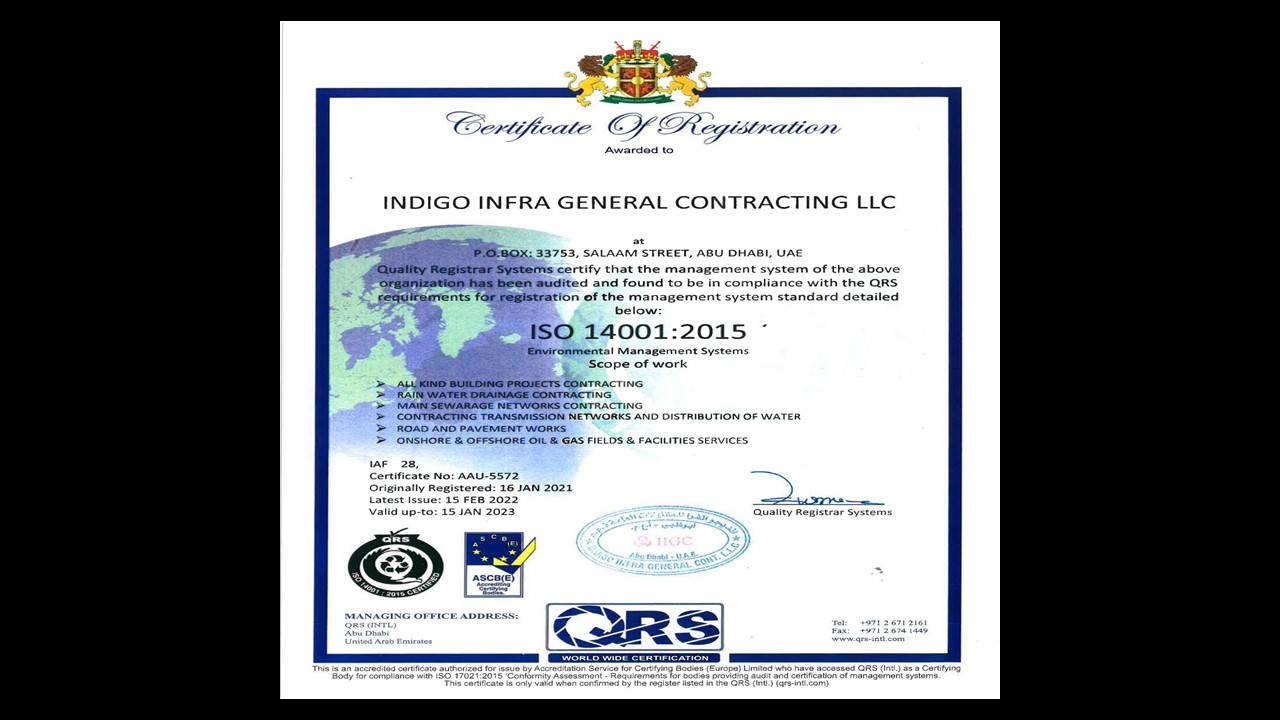 Certificate Of Registration
Awarded to
INDIGO INFRA GENERAL CONTRACTING LLC
at
P.O.BOX: 33753, SALAAM STREET, ABU DHABI, UAE
Quality Registrar Systems certify that the management system of the above
organization has been audited and found to be in compliance with the QRS
requirements for registration of the management system standard detailed
below:
ISO 14001:2015
Environmental Management Systems
Scope of work
➢ ALL KIND BUILDING PROJECTS CONTRACTING
➢ RAIN WATER DRAINAGE CONTRACTING
➢ MAIN SEWARAGE NETWORKS CONTRACTING
➢ CONTRACTING TRANSMISSION NETWORKS AND DISTRIBUTION OF WATER
➢ ROAD AND PAVEMENT WORKS
➢ ONSHORE & OFFSHORE OIL & GAS FIELDS & FACILITIES SERVICES
IAF 28,
Certificate No: AAU-5572
Originally Registered: 16 JAN 2021
Latest Issue: 15 FEB 2022
Valid up-to: 15 JAN 2023
Quality Registrar Systems
QRS
ISO 14001 : 2015 CERTIFIED
ASCB(E)
ASCB(E)
Accrediting
Certifying
Bodies.
أبوظبي - أ.ع.م
IIGC
Abu Dhabi - U.A.E.
INDIGO INFRA GENERAL CONT. L.L.C
MANAGING OFFICE ADDRESS:
QRS (INTL)
Abu Dhabi
United Arab Emirates
QRS
WORLD WIDE CERTIFICATION
Tel: +971 2 671 2161
Fax: +971 2 674 1449
www.qrs-intl.com
This is an accredited certificate authorized for issue by Accreditation Service for Certifying Bodies (Europe) Limited who have accessed QRS (Intl.) as a Certifying
Body for compliance with ISO 17021:2015 'Conformity Assessment - Requirements for bodies providing audit and certification of management systems.
This certificate is only valid when confirmed by the register listed in the QRS (Intl.) (qrs-intl.com)